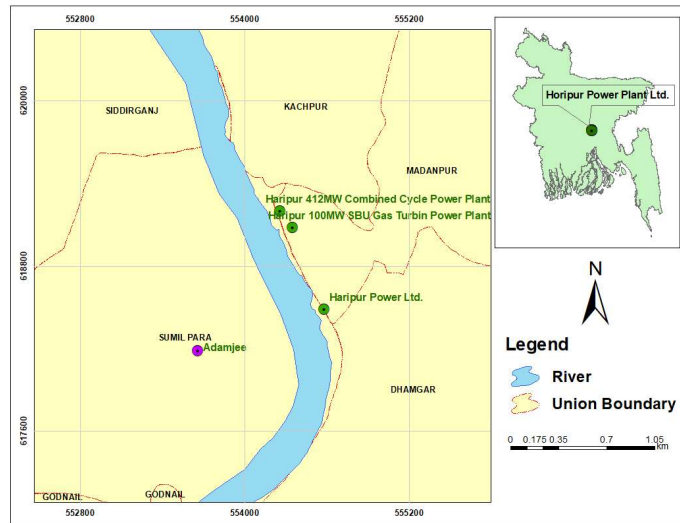 552800
554000
555200
620000
618800
617600
SIDDIRGANJ
KACHPUR
MADANPUR
Haripur 412MW Combined Cycle Power Plant
Haripur 100MW SBU Gas Turbin Power Plant
Haripur Power Ltd.
SUMIL PARA
Adamjee
DHAMGAR
GODNAIL
GODNAIL
552800
554000
555200
Horipur Power Plant Ltd.
N
Legend
River
Union Boundary
0 0.175 0.35 0.7 1.05
km